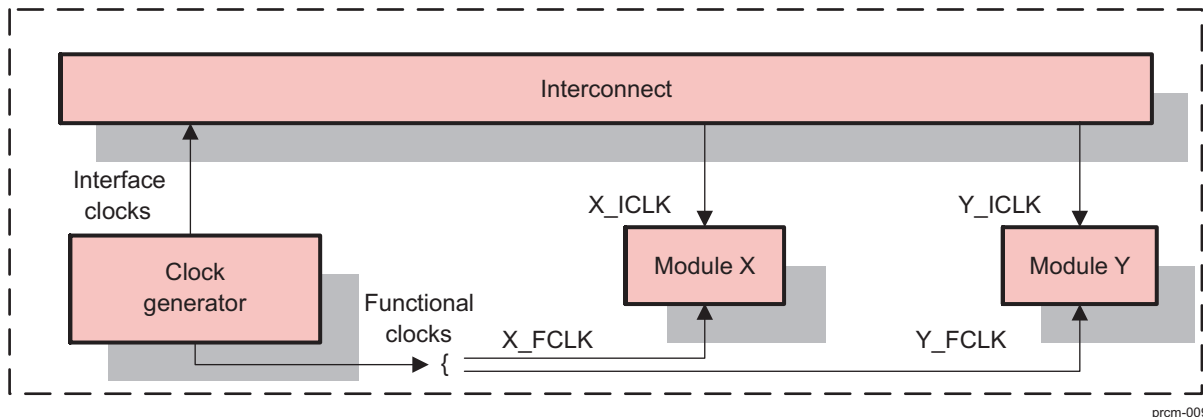 Interconnect
Interface
clocks
X_ICLK
Y_ICLK
Clock
generator
Module X
Module Y
Functional
clocks
{
X_FCLK
Y_FCLK